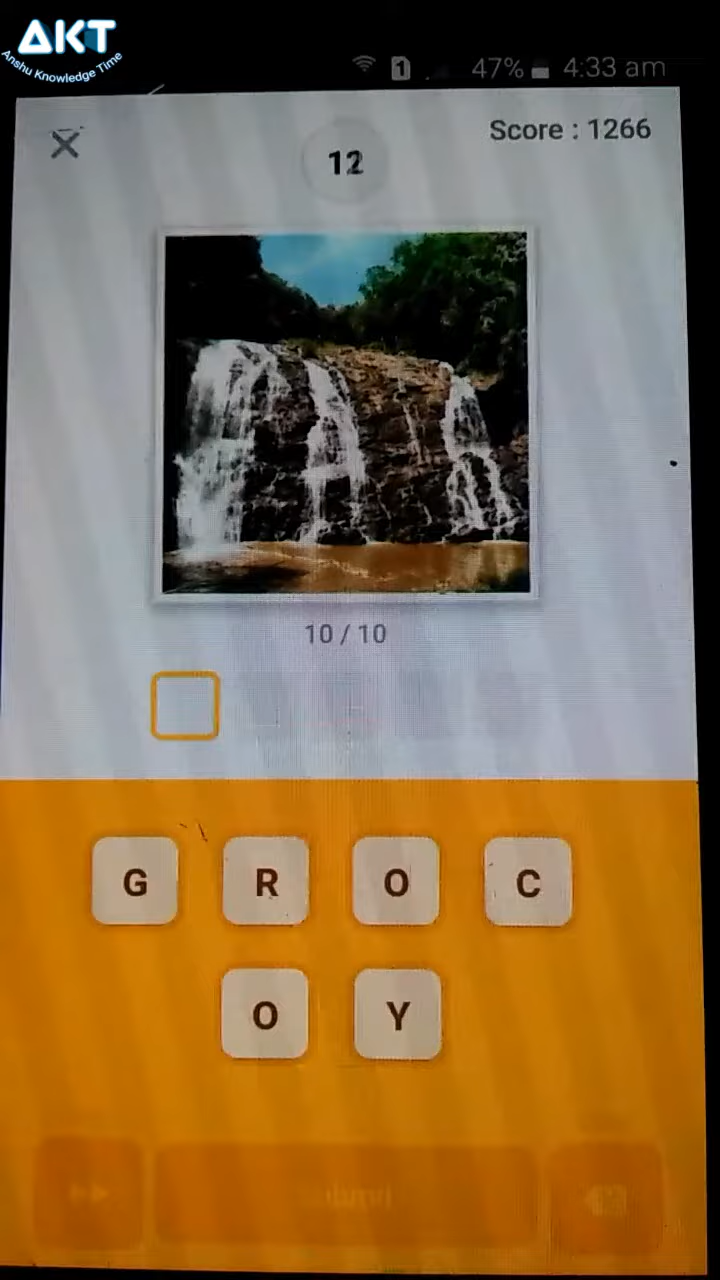 AKT
Anshu Knowledge Time
1 47% 4:33 am
Score : 1266
12
10 / 10
G R O C
O Y